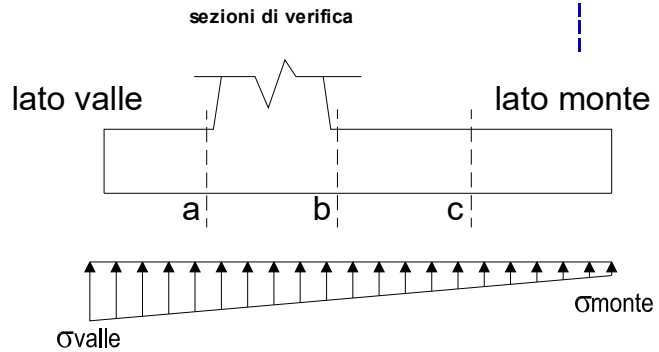 sezioni di verifica
lato valle
lato monte
a
b
c
σmonte
σvalle